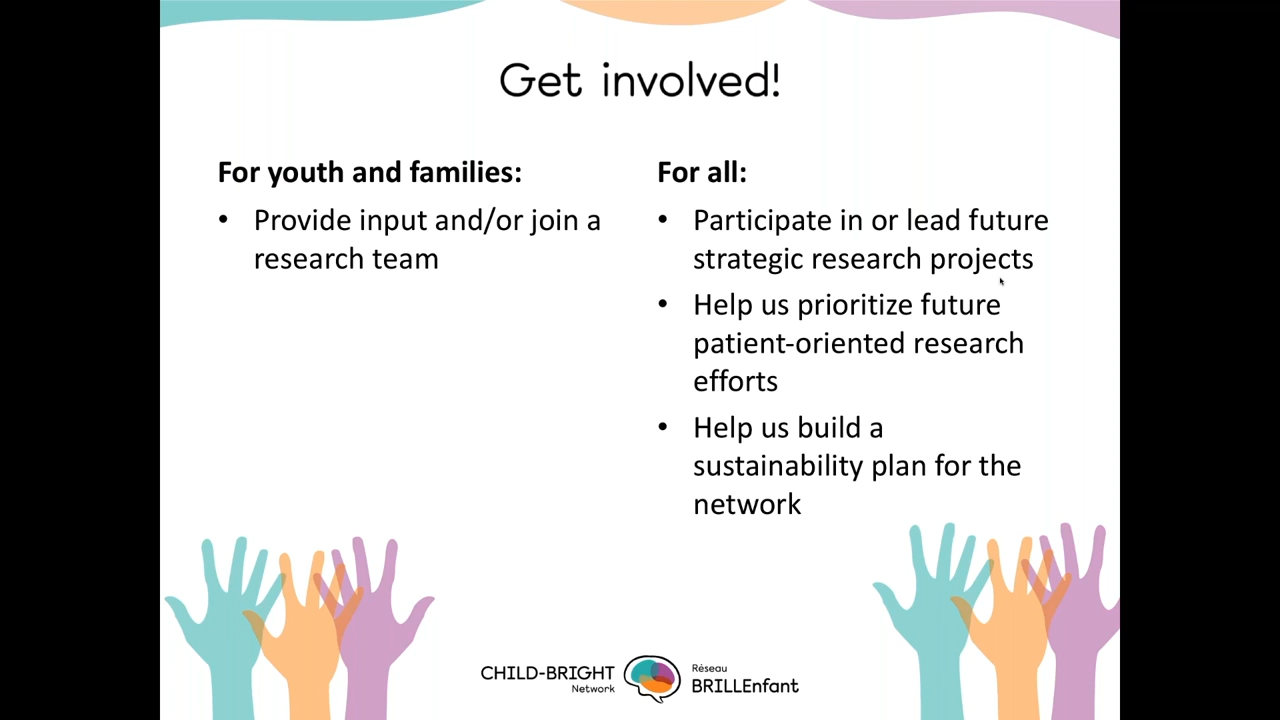 Get involved!
For youth and families:
• Provide input and/or join a
research team
For all:
• Participate in or lead future
strategic research projects
• Help us prioritize future
patient-oriented research
efforts
• Help us build a
sustainability plan for the
network
CHILD-BRIGHT
Network
Réseau
BRILLEnfant